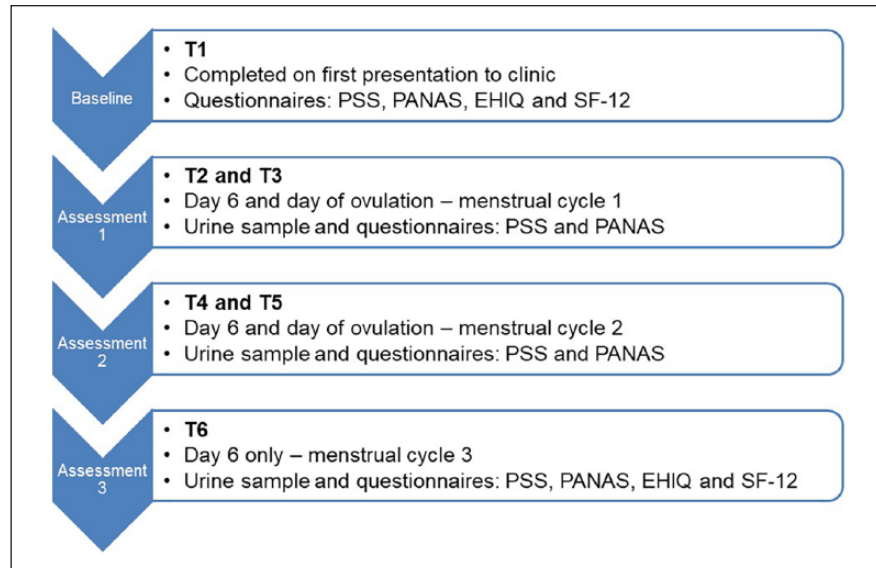 Baseline
• T1
• Completed on first presentation to clinic
• Questionnaires: PSS, PANAS, EHIQ and SF-12
Assessment
1
• T2 and T3
• Day 6 and day of ovulation – menstrual cycle 1
• Urine sample and questionnaires: PSS and PANAS
Assessment
2
• T4 and T5
• Day 6 and day of ovulation – menstrual cycle 2
• Urine sample and questionnaires: PSS and PANAS
Assessment
3
• T6
• Day 6 only – menstrual cycle 3
• Urine sample and questionnaires: PSS, PANAS, EHIQ and SF-12